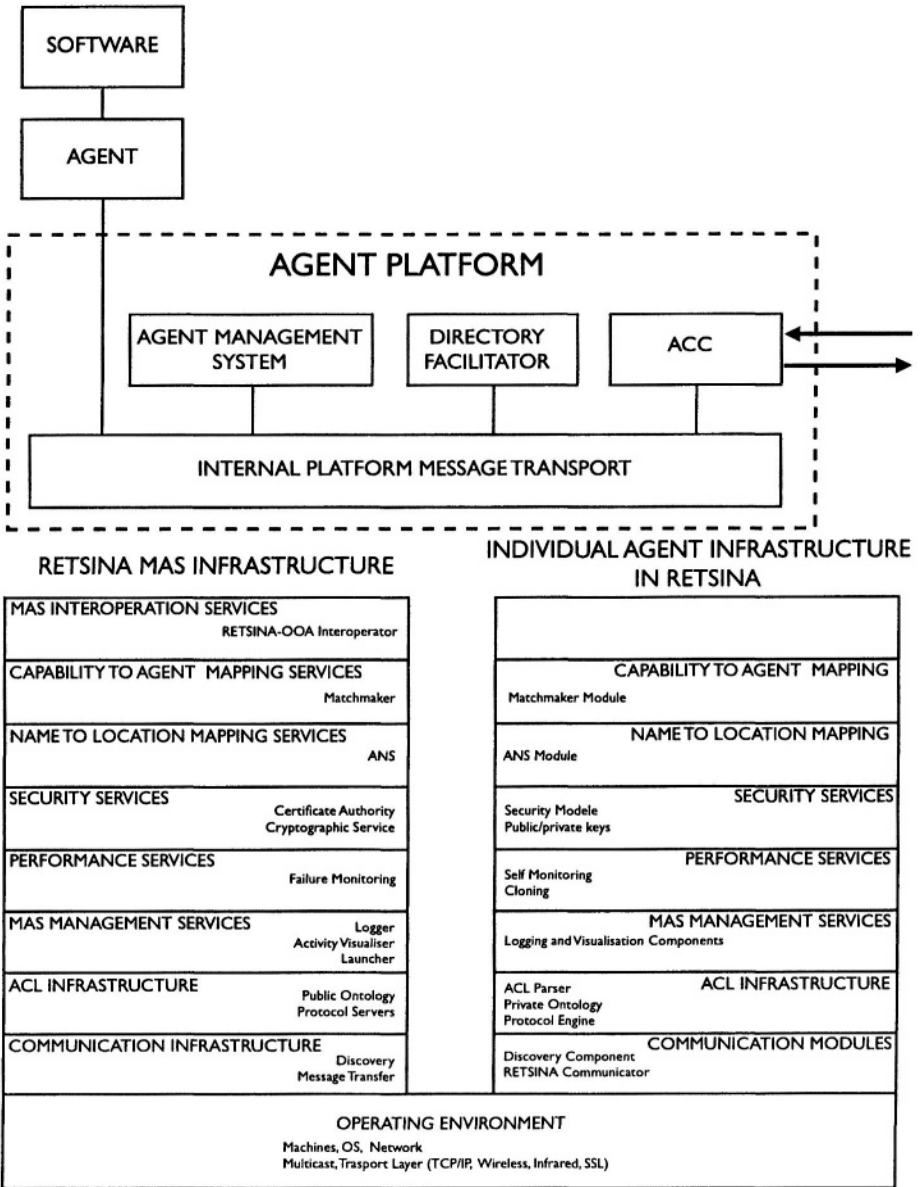 SOFTWARE
AGENT
AGENT PLATFORM
AGENT MANAGEMENT
SYSTEM
DIRECTORY
FACILITATOR
ACC
INTERNAL PLATFORM MESSAGE TRANSPORT
RETSINA MAS INFRASTRUCTURE
MAS INTEROPERATION SERVICES
RETSINA-OOA Interoperator
CAPABILITY TO AGENT MAPPING SERVICES
Matchmaker
NAME TO LOCATION MAPPING SERVICES
ANS
SECURITY SERVICES
Certificate Authority
Cryptographic Service
PERFORMANCE SERVICES
Failure Monitoring
MAS MANAGEMENT SERVICES
Logger
Activity Visualiser
Launcher
ACL INFRASTRUCTURE
Public Ontology
Protocol Servers
COMMUNICATION INFRASTRUCTURE
Discovery
Message Transfer
INDIVIDUAL AGENT INFRASTRUCTURE
IN RETSINA
CAPABILITY TO AGENT MAPPING
Matchmaker Module
NAME TO LOCATION MAPPING
ANS Module
SECURITY SERVICES
Security Modele
Public/private keys
PERFORMANCE SERVICES
Self Monitoring
Cloning
MAS MANAGEMENT SERVICES
Logging and Visualisation Components
ACL INFRASTRUCTURE
ACL Parser
Private Ontology
Protocol Engine
COMMUNICATION MODULES
Discovery Component
RETSINA Communicator
OPERATING ENVIRONMENT
Machines, OS, Network
Multicast, Trasport Layer (TCP/IP, Wireless, Infrared, SSL)